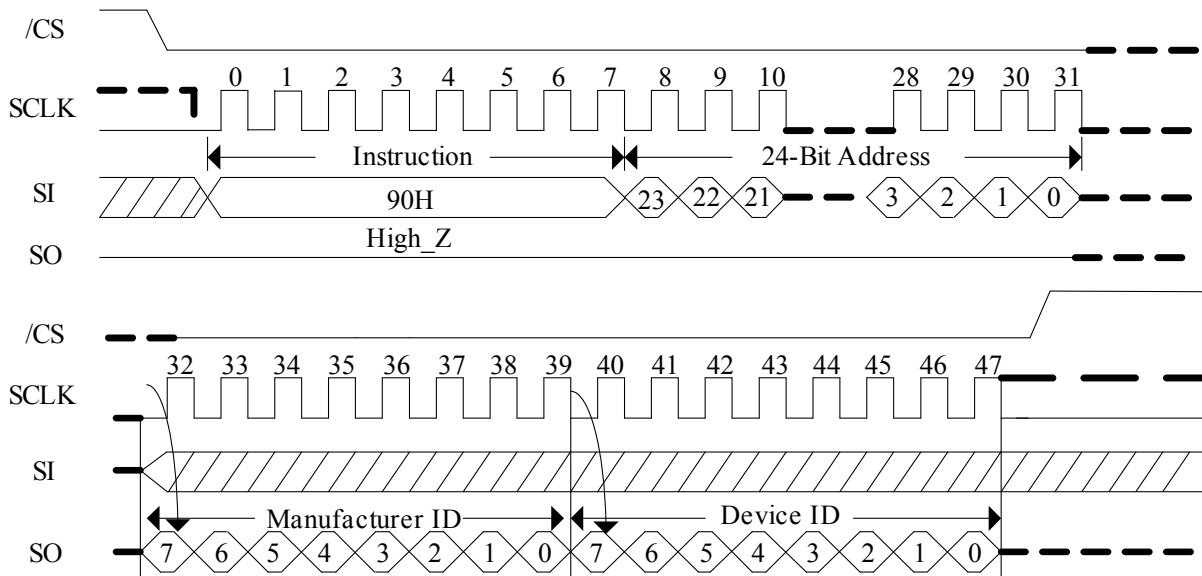 /CS
0 1 2 3 4 5 6 7 8 9 10 28 29 30 31
SCLK
Instruction 24-Bit Address
SI 90H 23 22 21 3 2 1 0
High_Z
SO
/CS
32 33 34 35 36 37 38 39 40 41 42 43 44 45 46 47
SCLK
SI
Manufacturer ID Device ID
SO 7 6 5 4 3 2 1 0 7 6 5 4 3 2 1 0